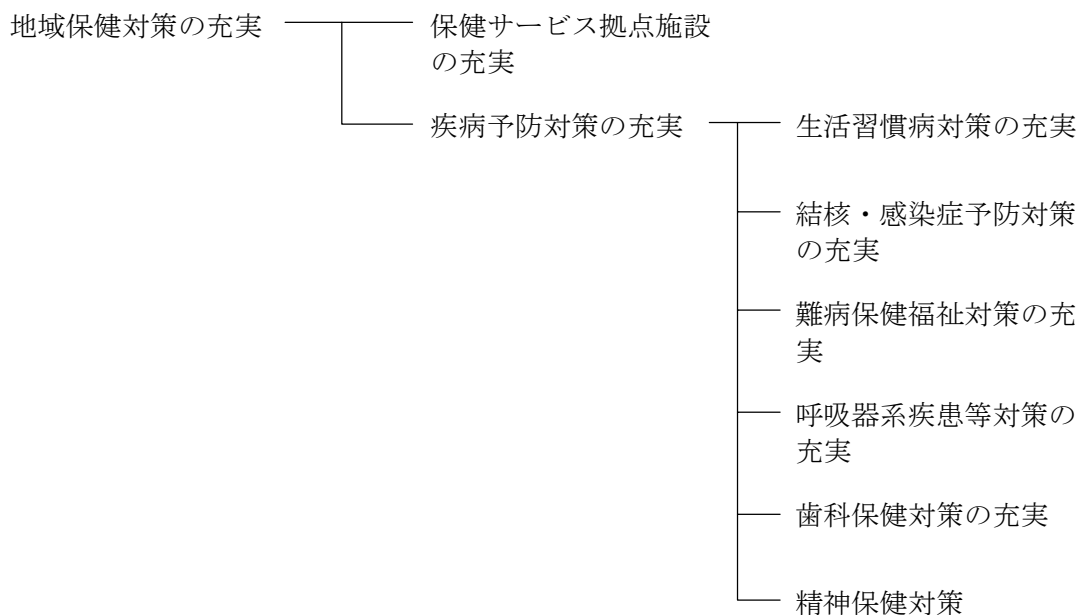 地域保健対策の充実
保健サービス拠点施設
の充実
疾病予防対策の充実
生活習慣病対策の充実
結核・感染症予防対策
の充実
難病保健福祉対策の充
実
呼吸器系疾患等対策の
充実
歯科保健対策の充実
精神保健対策